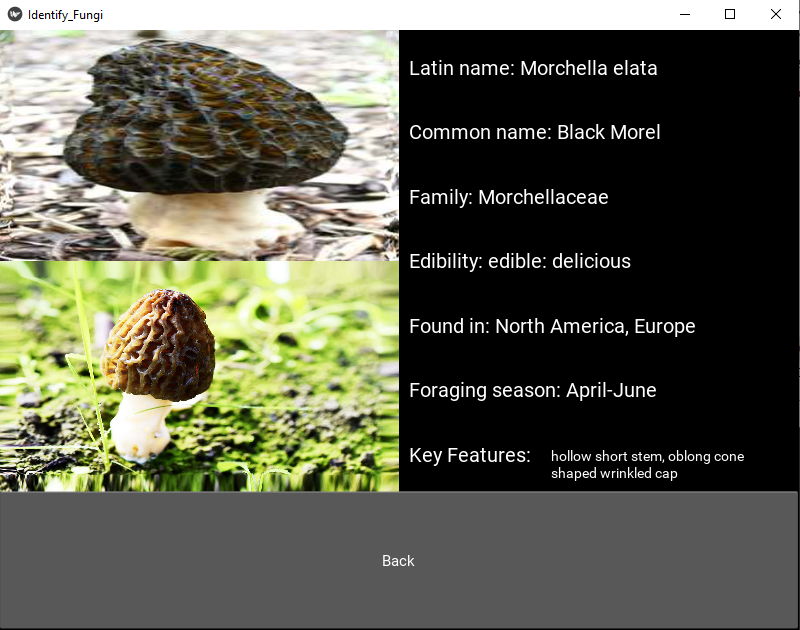 Identify_Fungi
Latin name: Morchella elata
Common name: Black Morel
Family: Morchellaceae
Edibility: edible: delicious
Found in: North America, Europe
Foraging season: April-June
Key Features: hollow short stem, oblong cone
shaped wrinkled cap
Back